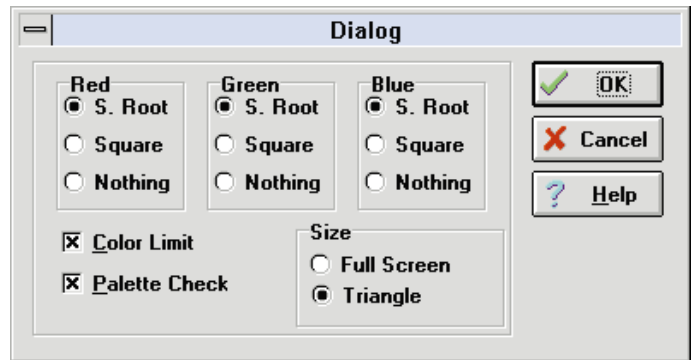 Dialog
Red
S. Root
Square
Nothing
Green
S. Root
Square
Nothing
Blue
S. Root
Square
Nothing
Color Limit
Palette Check
Size
Full Screen
Triangle
OK
Cancel
Help